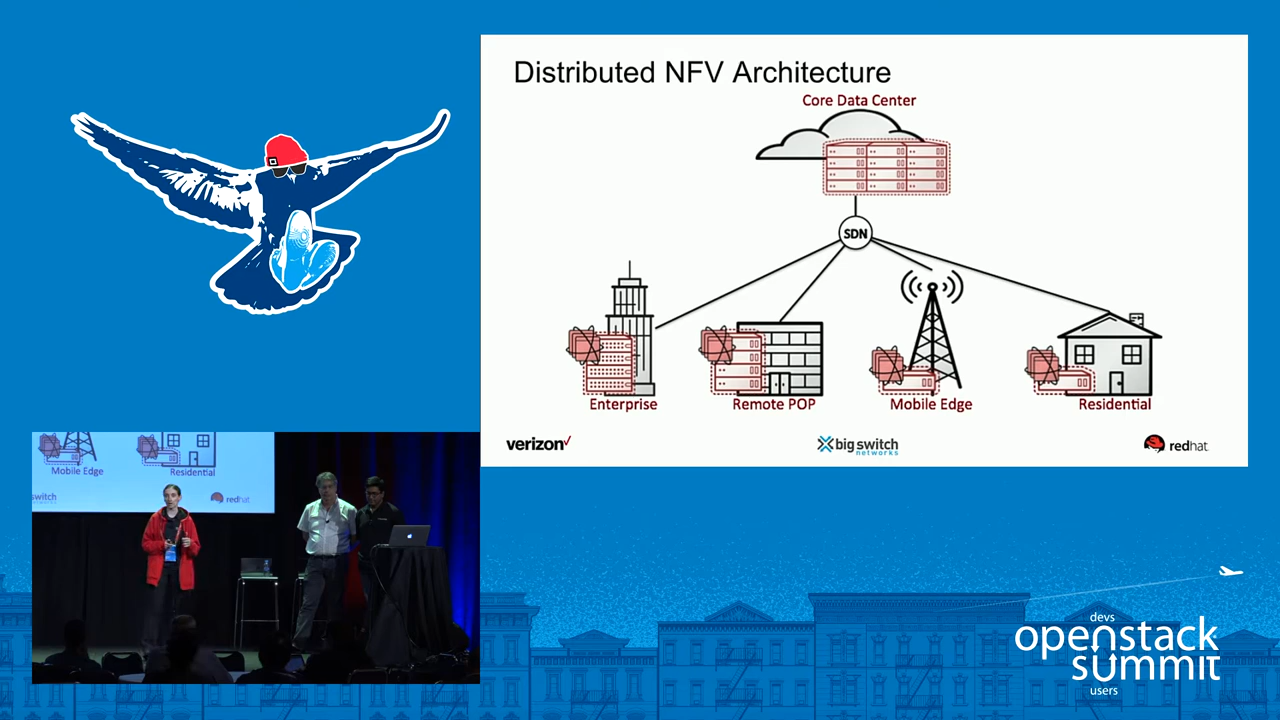 Distributed NFV Architecture
Core Data Center
SDN
Enterprise
Remote POP
Mobile Edge
Residential
verizon✓
big switch
networks
redhat
Mobile Edge
Residential
switch
redhat
devs
openstack
summit
users